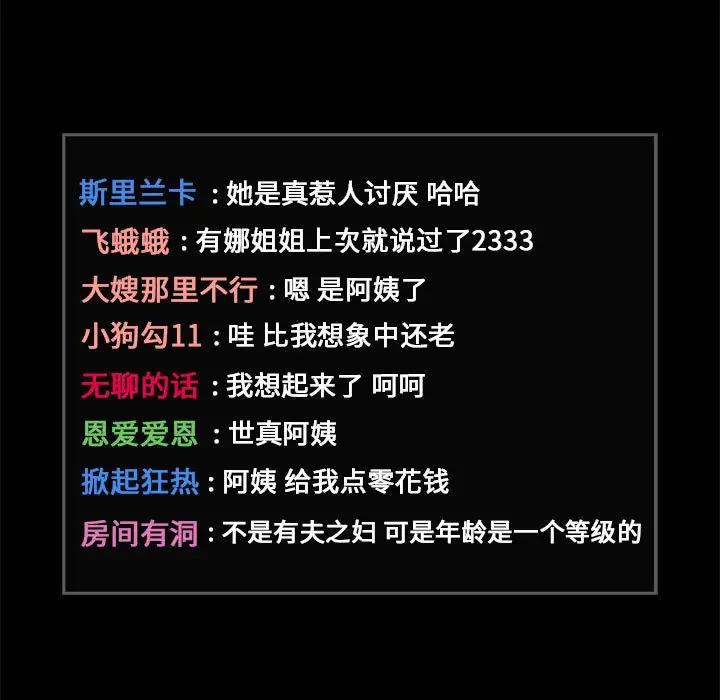 斯里兰卡 : 她是真惹人讨厌 哈哈
飞蛾蛾 : 有娜姐姐上次就说过了2333
大嫂那里不行 : 嗯 是阿姨了
小狗勾11 : 哇 比我想象中还老
无聊的话 : 我想起来了 呵呵
恩爱爱恩 : 世真阿姨
掀起狂热 : 阿姨 给我点零花钱
房间有洞 : 不是有夫之妇 可是年龄是一个等级的